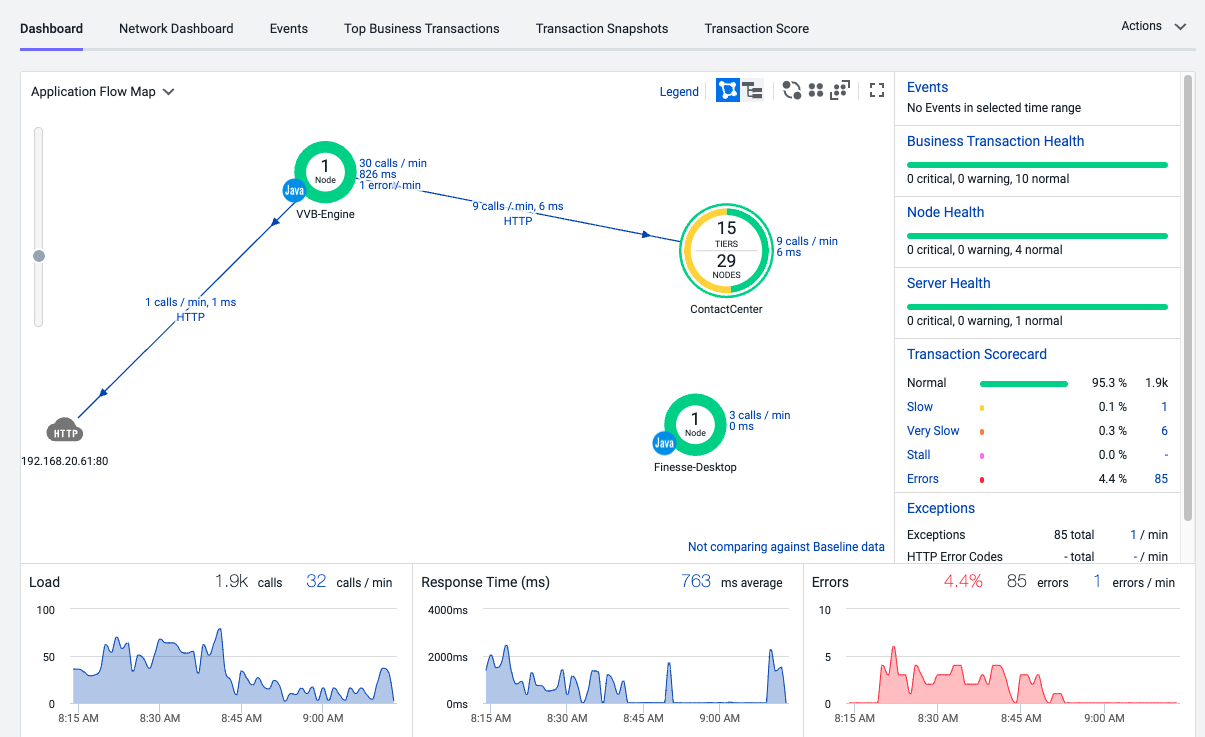 Dashboard Network Dashboard Events Top Business Transactions Transaction Snapshots Transaction Score Actions
Application Flow Map
Legend
1
Node
Java
VVB-Engine
30 calls / min
826 ms
1 error / min
9 calls / min, 6 ms
HTTP
15
TIERS
29
NODES
9 calls / min
6 ms
ContactCenter
1 calls / min, 1 ms
HTTP
HTTP
192.168.20.61:80
1
Node
Java
3 calls / min
0 ms
Finesse-Desktop
Not comparing against Baseline data
Events
No Events in selected time range
Business Transaction Health
0 critical, 0 warning, 10 normal
Node Health
0 critical, 0 warning, 4 normal
Server Health
0 critical, 0 warning, 1 normal
Transaction Scorecard
Normal 95.3 % 1.9k
Slow 0.1 % 1
Very Slow 0.3 % 6
Stall 0.0 % -
Errors 4.4 % 85
Exceptions
Exceptions 85 total 1 / min
HTTP Error Codes - total - / min
Load 1.9k calls 32 calls / min
100
50
0
8:15 AM 8:30 AM 8:45 AM 9:00 AM
Response Time (ms) 763 ms average
4000ms
2000ms
0ms
8:15 AM 8:30 AM 8:45 AM 9:00 AM
Errors 4.4% 85 errors 1 errors / min
10
5
0
8:15 AM 8:30 AM 8:45 AM 9:00 AM